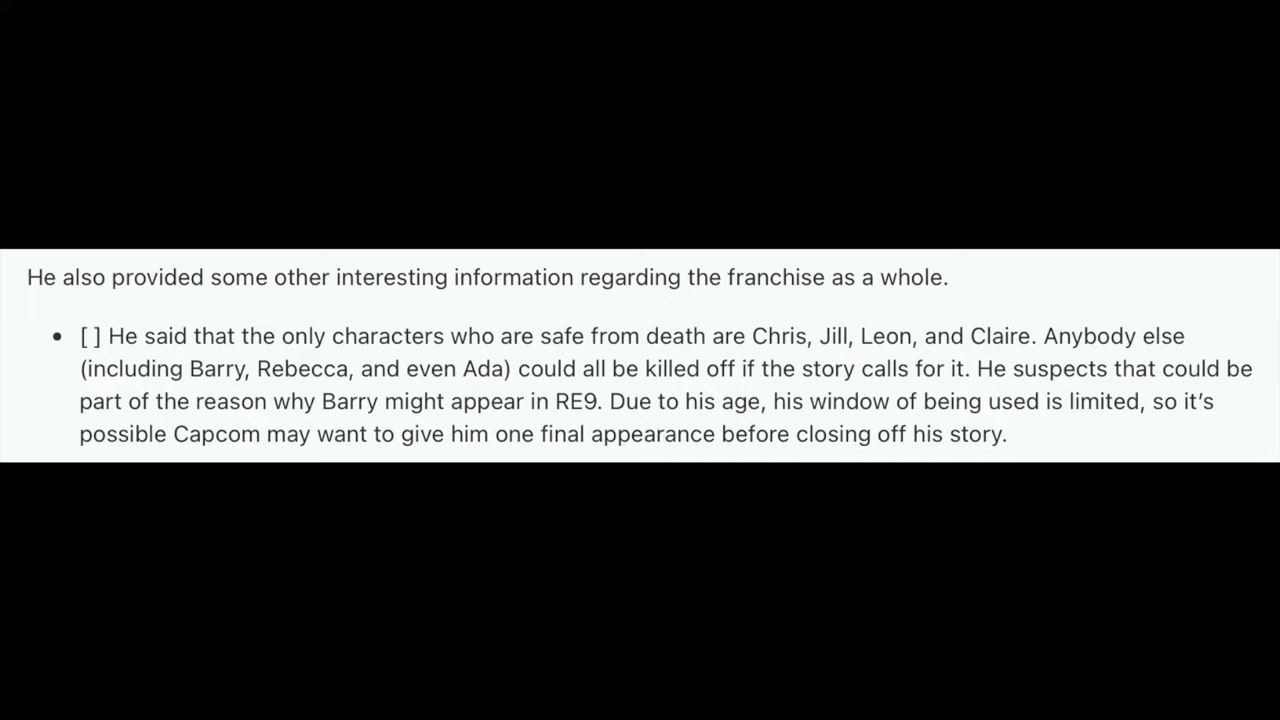 He also provided some other interesting information regarding the franchise as a whole.
• [ ] He said that the only characters who are safe from death are Chris, Jill, Leon, and Claire. Anybody else
(including Barry, Rebecca, and even Ada) could all be killed off if the story calls for it. He suspects that could be
part of the reason why Barry might appear in RE9. Due to his age, his window of being used is limited, so it’s
possible Capcom may want to give him one final appearance before closing off his story.